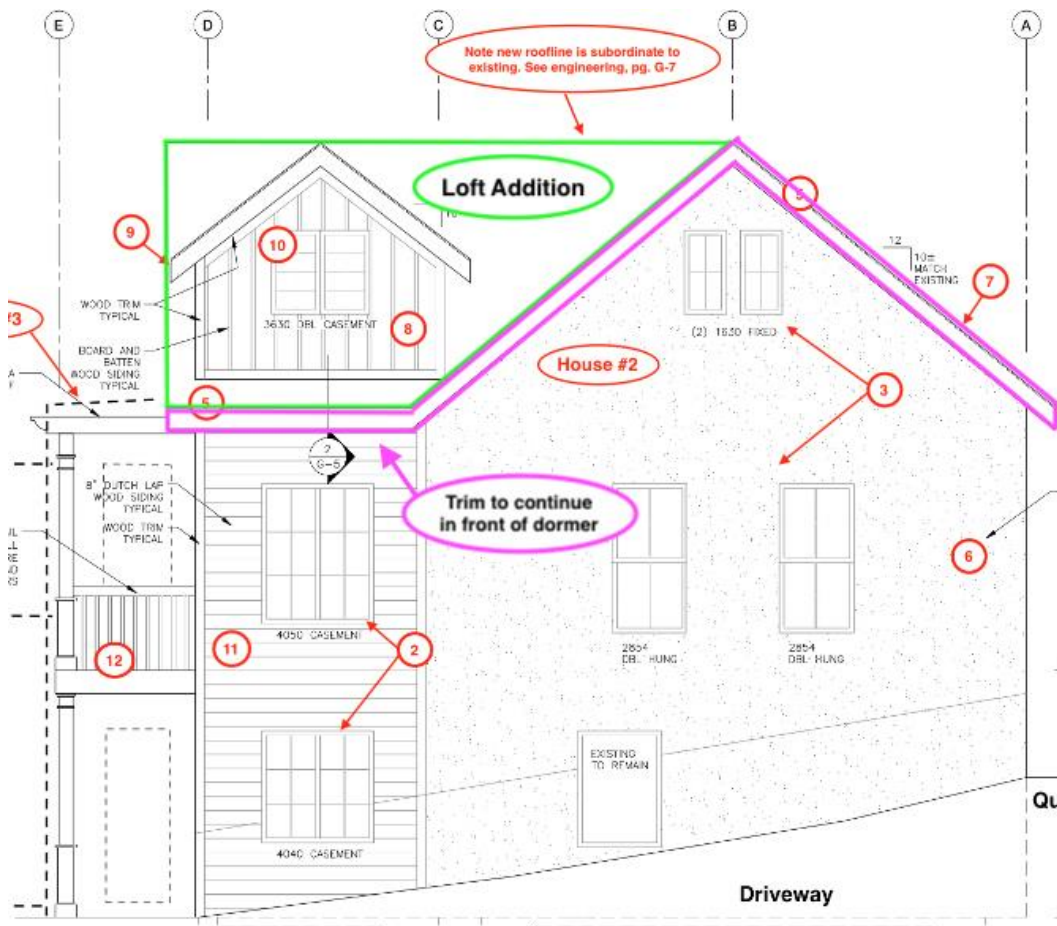 E
D
C
B
A
Note new roofline is subordinate to
existing. See engineering, pg. G-7
Loft Addition
5
12
10±
MATCH
EXISTING
7
9
10
WOOD TRIM
TYPICAL
3630 DBL CASEMENT
8
(2) 1630 FIXED
#3
BOARD AND
BATTEN
WOOD SIDING
TYPICAL
House #2
3
A
5
2
G-5
8" DUTCH LAP
WOOD SIDING
TYPICAL
Trim to continue
in front of dormer
WOOD TRIM
TYPICAL
6
4050 CASEMENT
2854
DBL HUNG
2854
DBL HUNG
12
11
2
EXISTING
TO REMAIN
Qu
4040 CASEMENT
Driveway